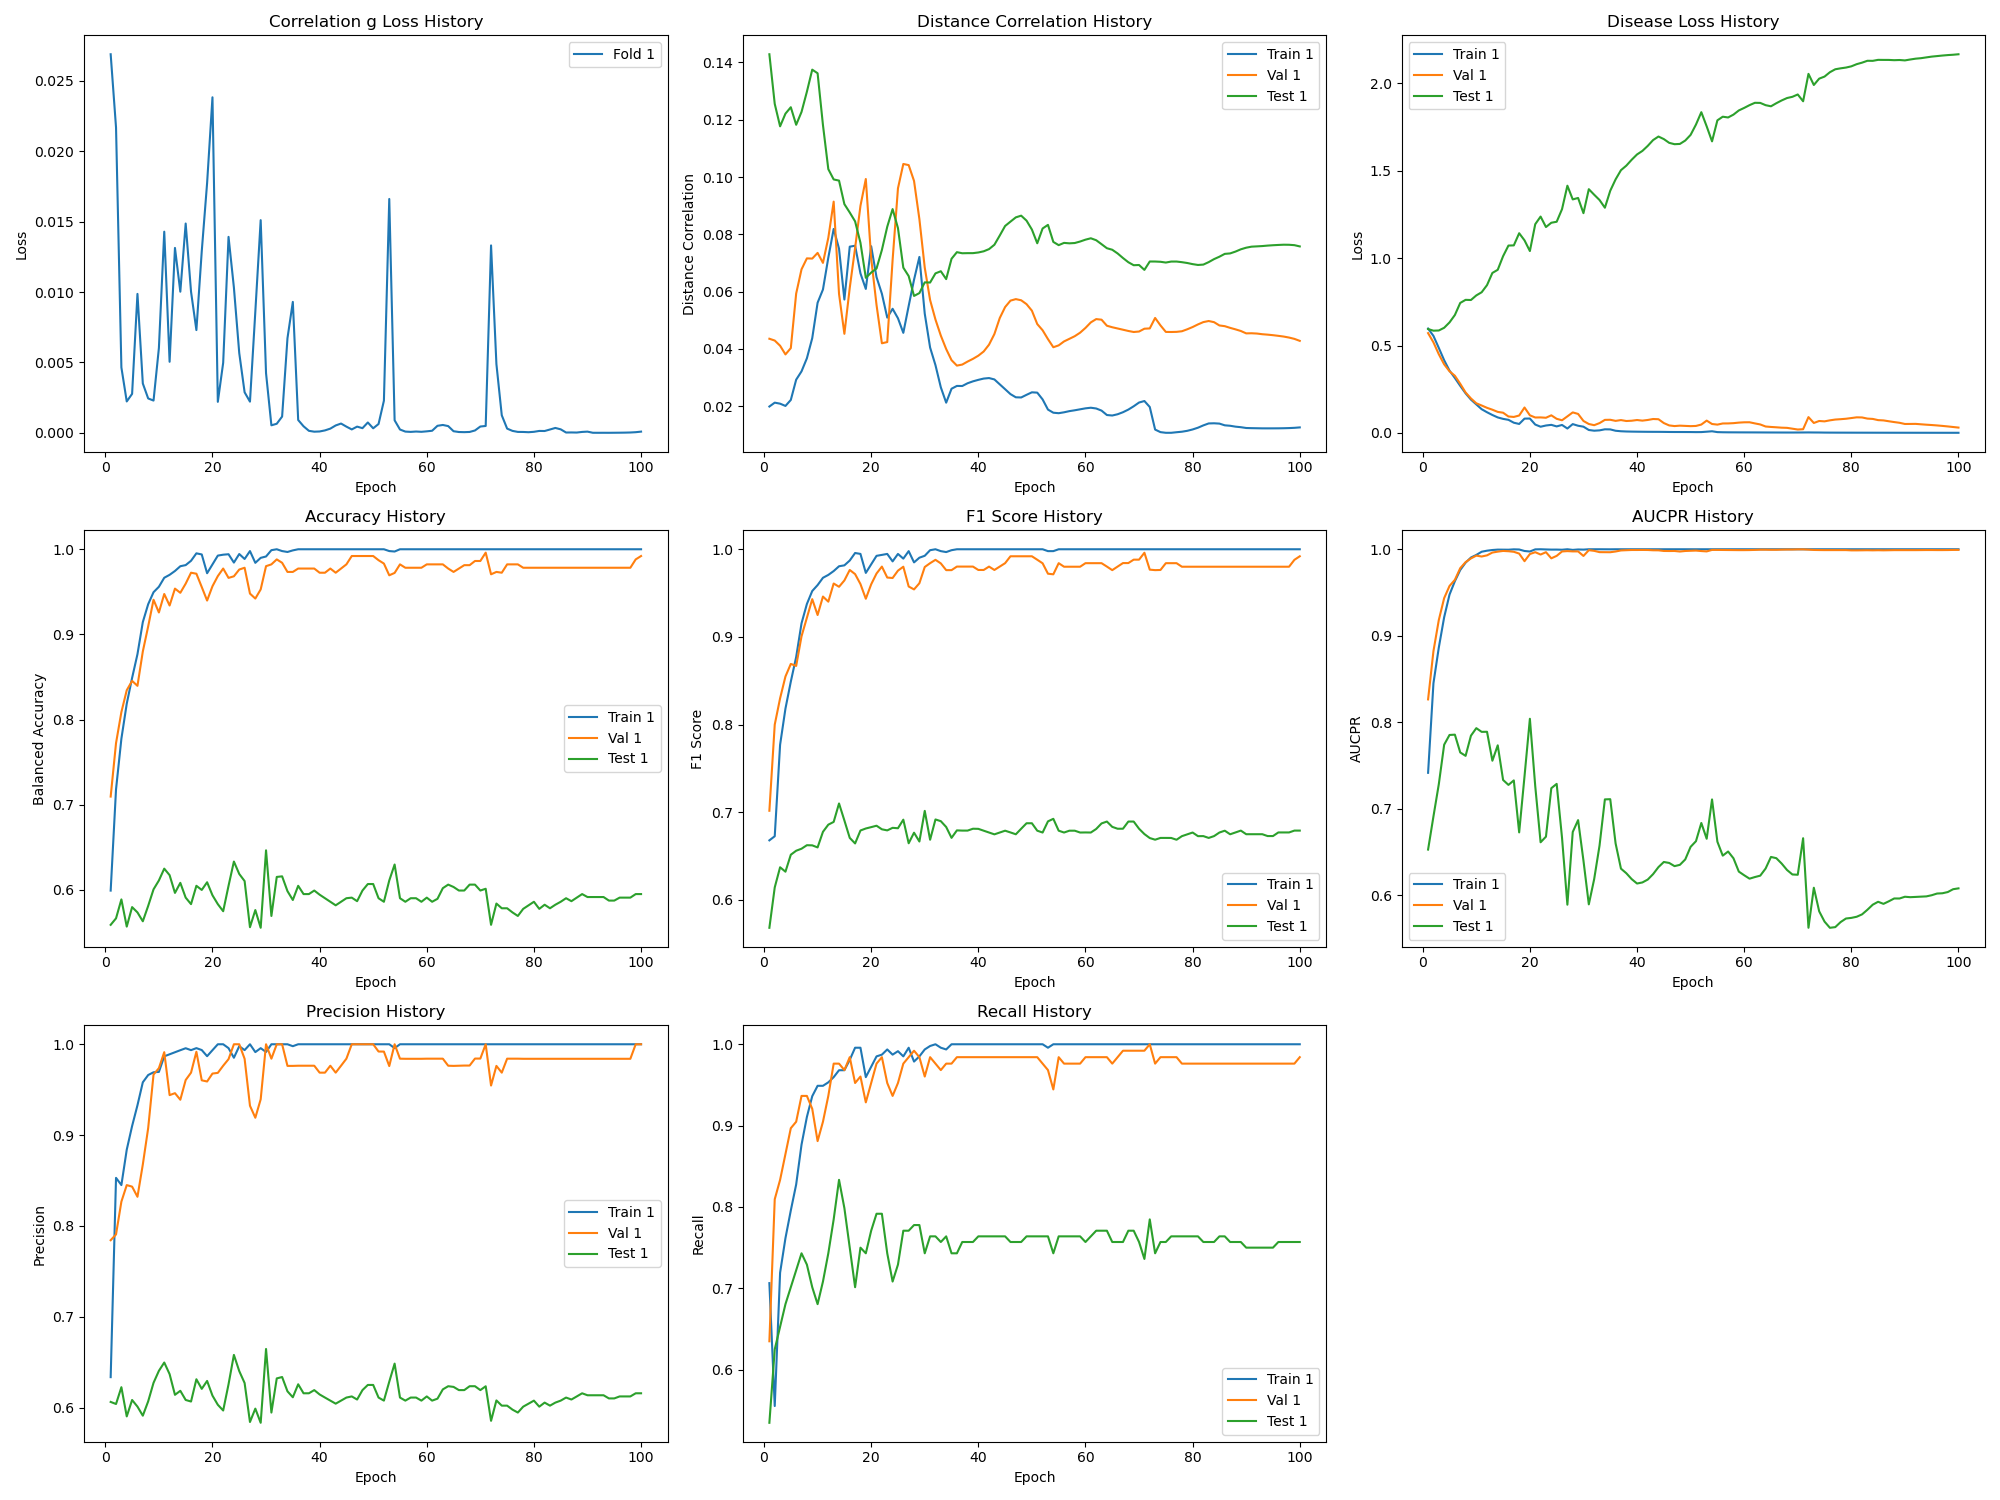 Correlation g Loss History
Loss
0.025
0.020
0.015
0.010
0.005
0.000
Fold 1
0 20 40 60 80 100
Epoch
Distance Correlation History
Distance Correlation
0.14
0.12
0.10
0.08
0.06
0.04
0.02
Train 1
Val 1
Test 1
0 20 40 60 80 100
Epoch
Disease Loss History
Loss
2.0
1.5
1.0
0.5
0.0
Train 1
Val 1
Test 1
0 20 40 60 80 100
Epoch
Accuracy History
Balanced Accuracy
1.0
0.9
0.8
0.7
0.6
Train 1
Val 1
Test 1
0 20 40 60 80 100
Epoch
F1 Score History
F1 Score
1.0
0.9
0.8
0.7
0.6
Train 1
Val 1
Test 1
0 20 40 60 80 100
Epoch
AUCPR History
AUCPR
1.0
0.9
0.8
0.7
0.6
Train 1
Val 1
Test 1
0 20 40 60 80 100
Epoch
Precision History
Precision
1.0
0.9
0.8
0.7
0.6
Train 1
Val 1
Test 1
0 20 40 60 80 100
Epoch
Recall History
Recall
1.0
0.9
0.8
0.7
0.6
Train 1
Val 1
Test 1
0 20 40 60 80 100
Epoch